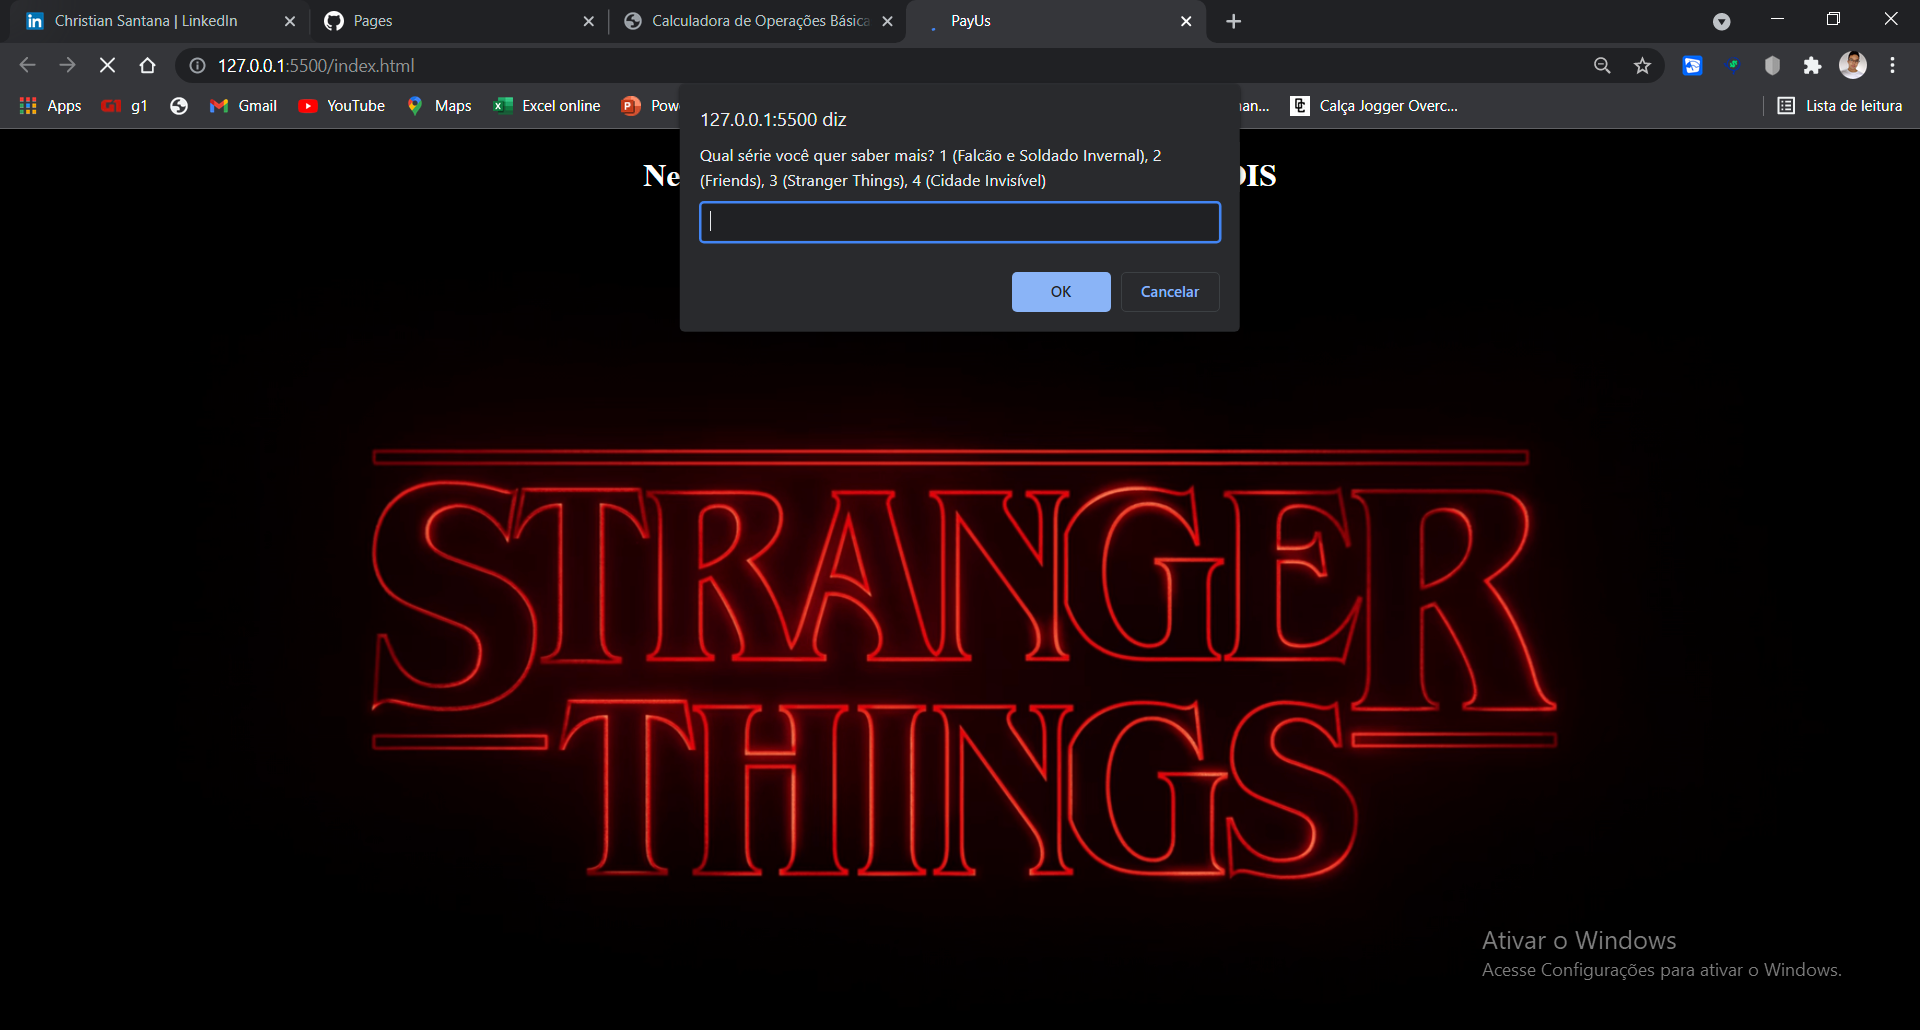 Christian Santana | LinkedIn
Pages
Calculadora de Operações Básica
PayUs
127.0.0.1:5500/index.html
Apps
G1 g1
Gmail
YouTube
Maps
Excel online
Pow
an...
Calça Jogger Overc...
Lista de leitura
127.0.0.1:5500 diz
Qual série você quer saber mais? 1 (Falcão e Soldado Invernal), 2
(Friends), 3 (Stranger Things), 4 (Cidade Invisível)
OK
Cancelar
Ne
IS
STRANGER
THINGS
Ativar o Windows
Acesse Configurações para ativar o Windows.